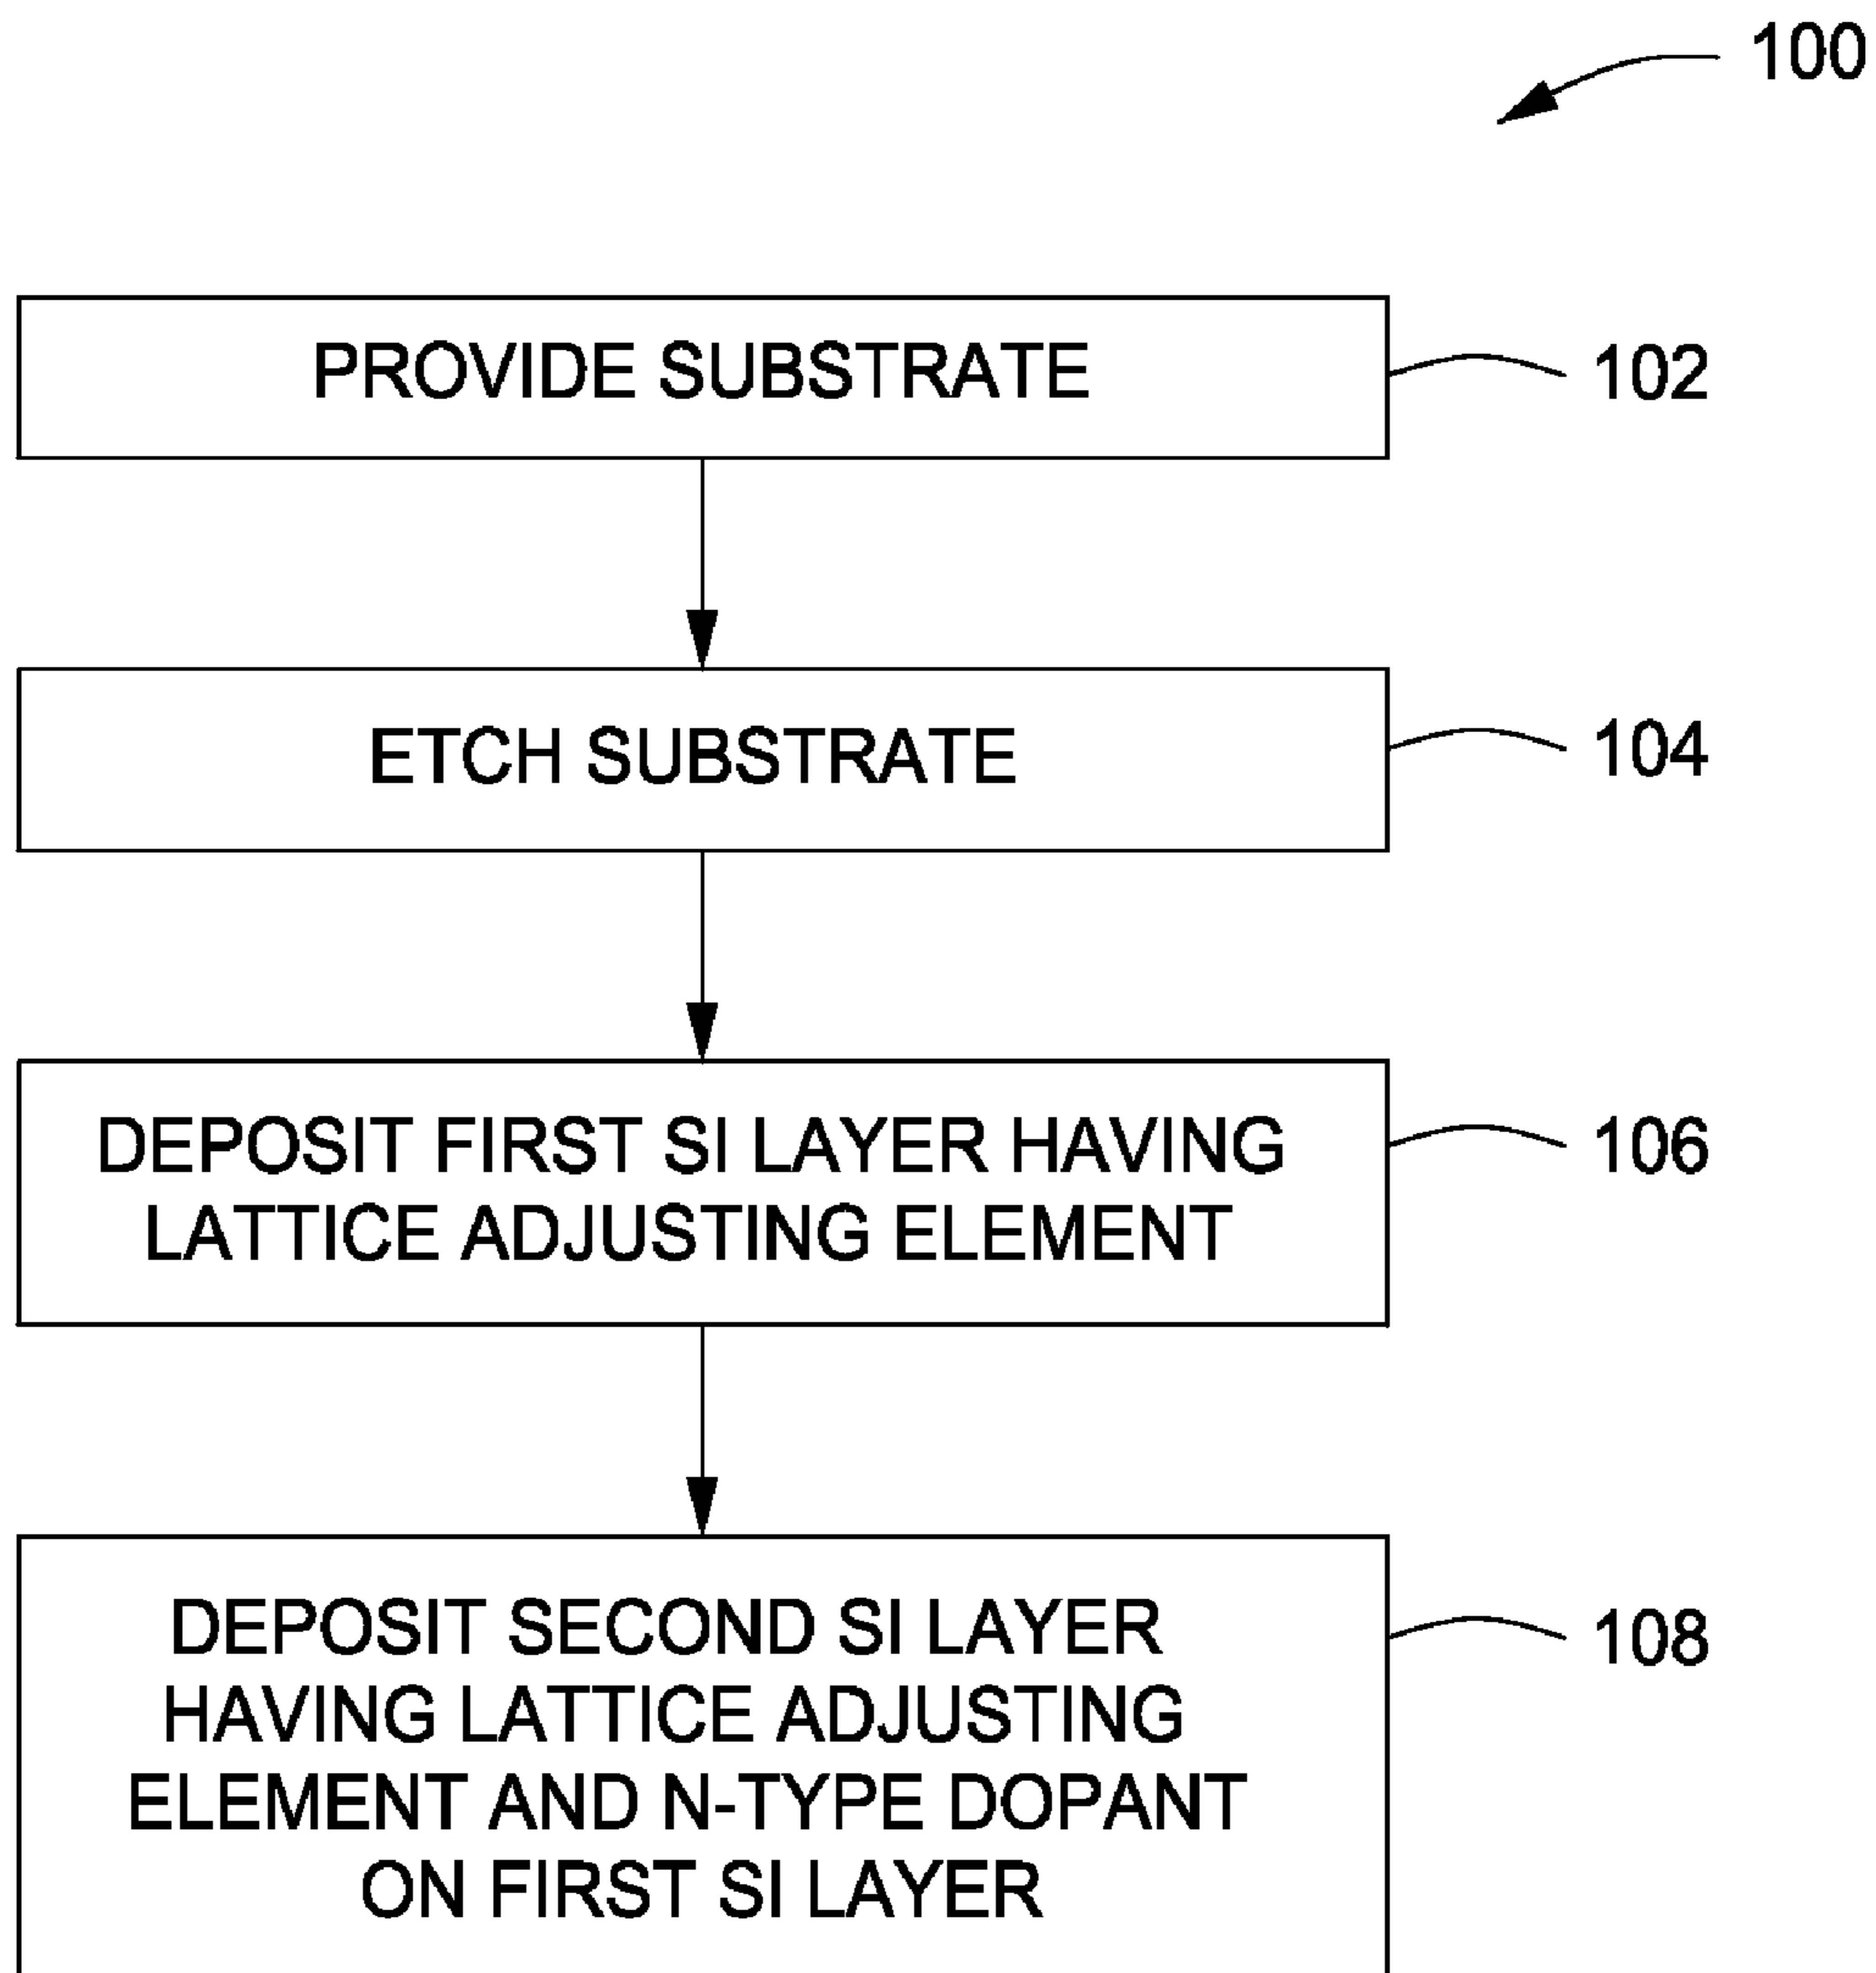 100
PROVIDE SUBSTRATE
102
ETCH SUBSTRATE
104
DEPOSIT FIRST SI LAYER HAVING
LATTICE ADJUSTING ELEMENT
106
DEPOSIT SECOND SI LAYER
HAVING LATTICE ADJUSTING
ELEMENT AND N-TYPE DOPANT
ON FIRST SI LAYER
108